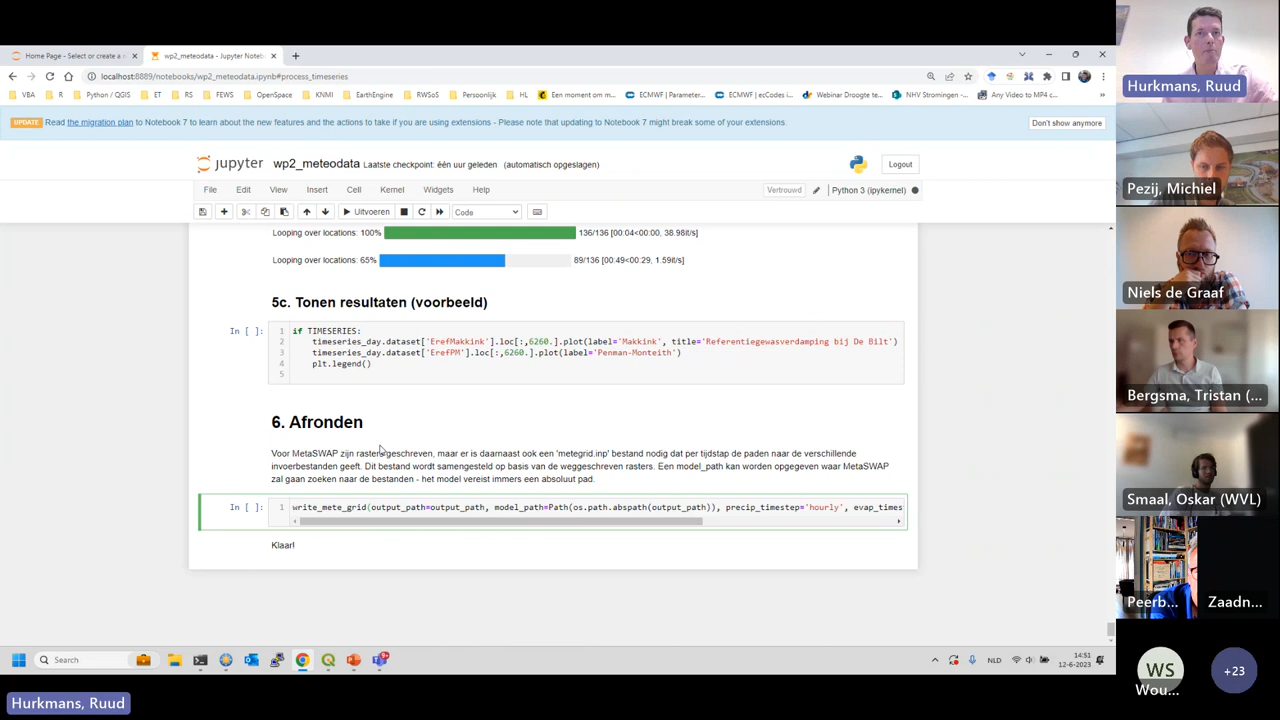 Home Page - Select or create a n
wp2_meteodata - Jupyter Noteb
localhost:8889/notebooks/wp2_meteodata.ipynb#process_timeseries
VBA
R
Python / QGIS
ET
RS
FEWS
OpenSpace
KNMI
EarthEngine
RWSoS
Persoonlijk
HL
Een moment om m...
ECMWF | Parameter...
ECMWF | ecCodes i...
Webinar Droogte te...
NHV Stromingen -...
Any Video to MP4 c...
UPDATE Read the migration plan to Notebook 7 to learn about the new features and the actions to take if you are using extensions - Please note that updating to Notebook 7 might break some of your extensions.
Don't show anymore
jupyter wp2_meteodata Laatste checkpoint: één uur geleden (automatisch opgeslagen)
Logout
File Edit View Insert Cell Kernel Widgets Help
Vertrouwd
Python 3 (ipykernel)
Uitvoeren
Code
Looping over locations: 100% 136/136 [00:04<00:00, 38.98it/s]
Looping over locations: 65% 89/136 [00:49<00:29, 1.59it/s]
5c. Tonen resultaten (voorbeeld)
In [ ]: 1 if TIMESERIES:
2 timeseries_day.dataset['ErefMakkink'].loc[:,6260.].plot(label='Makkink', title='Referentiegewasverdamping bij De Bilt')
3 timeseries_day.dataset['ErefPM'].loc[:,6260.].plot(label='Penman-Monteith')
4 plt.legend()
5
6. Afronden
Voor MetaSWAP zijn rasters geschreven, maar er is daarnaast ook een 'metegrid.inp' bestand nodig dat per tijdstap de paden naar de verschillende
invoerbestanden geeft. Dit bestand wordt samengesteld op basis van de weggeschreven rasters. Een model_path kan worden opgegeven waar MetaSWAP
zal gaan zoeken naar de bestanden - het model vereist immers een absoluut pad.
In [ ]: 1 write_mete_grid(output_path=output_path, model_path=Path(os.path.abspath(output_path)), precip_timestep='hourly', evap_times
Klaar!
Search
NLD
14:51
12-6-2023
Hurkmans, Ruud
Hurkmans, Ruud
Pezij, Michiel
Niels de Graaf
Bergsma, Tristan (...
Smaal, Oskar (WVL)
Peerb...
Zaadn...
WS
Wou...
+23